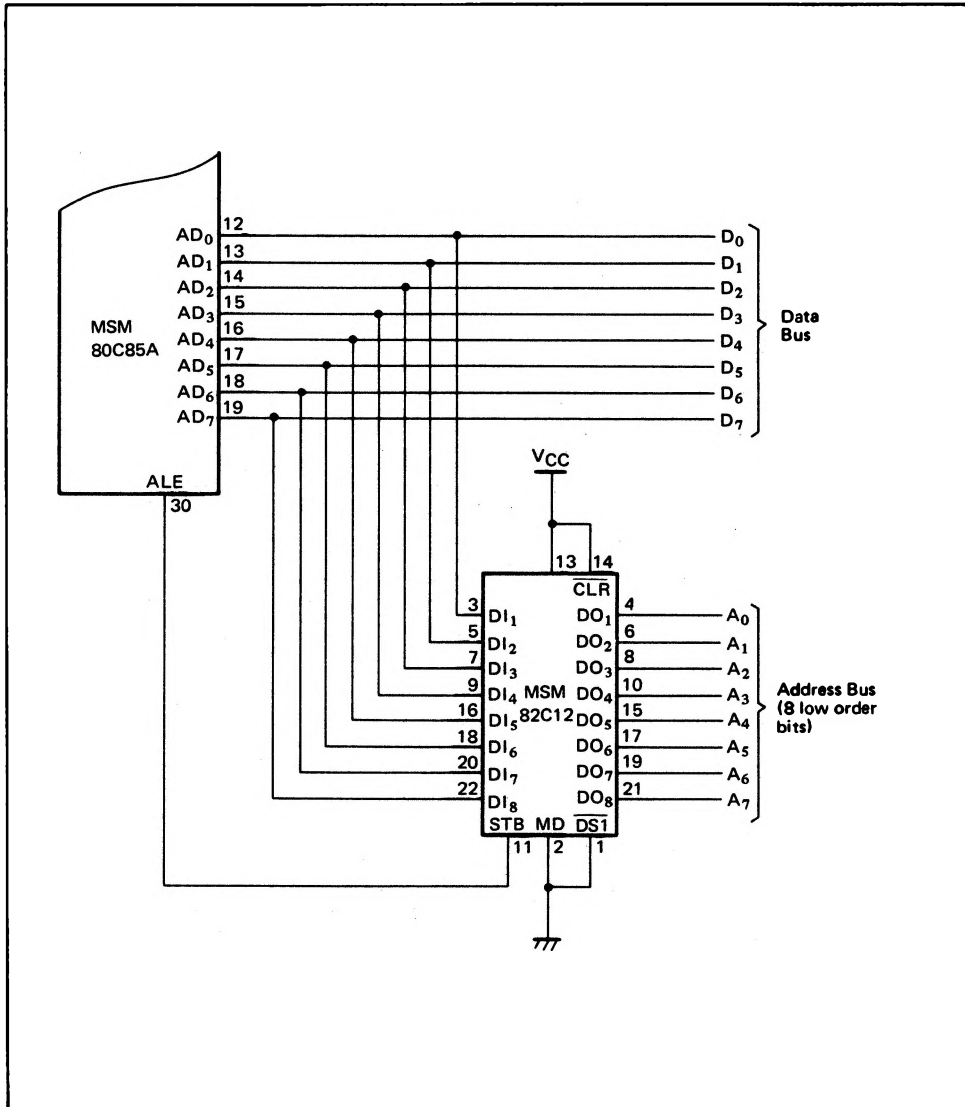 AD₀ 12 D₀
AD₁ 13 D₁
AD₂ 14 D₂
AD₃ 15 D₃
MSM
80C85A
AD₄ 16 D₄
AD₅ 17 D₅
AD₆ 18 D₆
AD₇ 19 D₇
Data
Bus
ALE
30
VCC
13 14
CLR
3 DI₁ DO₁ 4 A₀
5 DI₂ DO₂ 6 A₁
7 DI₃ DO₃ 8 A₂
9 DI₄ DO₄ 10 A₃
MSM
82C12
16 DI₅ DO₅ 15 A₄
18 DI₆ DO₆ 17 A₅
20 DI₇ DO₇ 19 A₆
22 DI₈ DO₈ 21 A₇
Address Bus
(8 low order
bits)
STB MD DS1
11 2 1